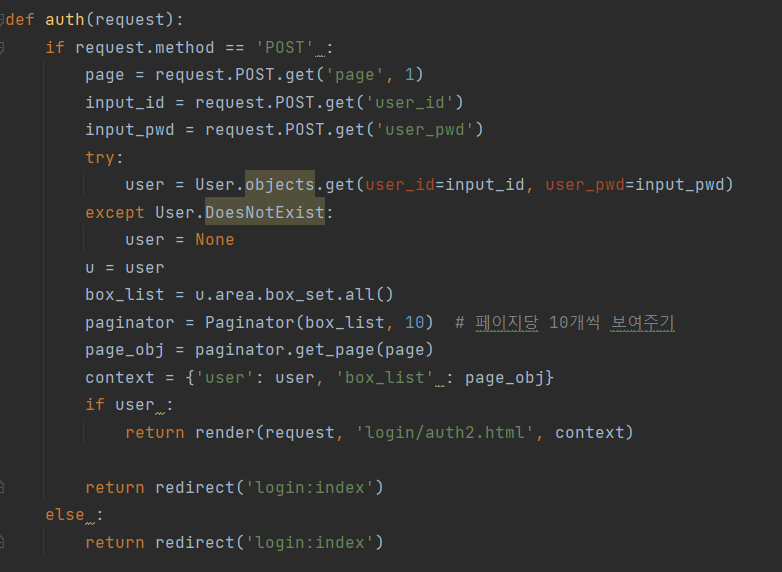 def auth(request):
    if request.method == 'POST' :
        page = request.POST.get('page', 1)
        input_id = request.POST.get('user_id')
        input_pwd = request.POST.get('user_pwd')
        try:
            user = User.objects.get(user_id=input_id, user_pwd=input_pwd)
        except User.DoesNotExist:
            user = None
        u = user
        box_list = u.area.box_set.all()
        paginator = Paginator(box_list, 10)  # 페이지당 10개씩 보여주기
        page_obj = paginator.get_page(page)
        context = {'user': user, 'box_list' : page_obj}
        if user :
            return render(request, 'login/auth2.html', context)

        return redirect('login:index')
    else :
        return redirect('login:index')